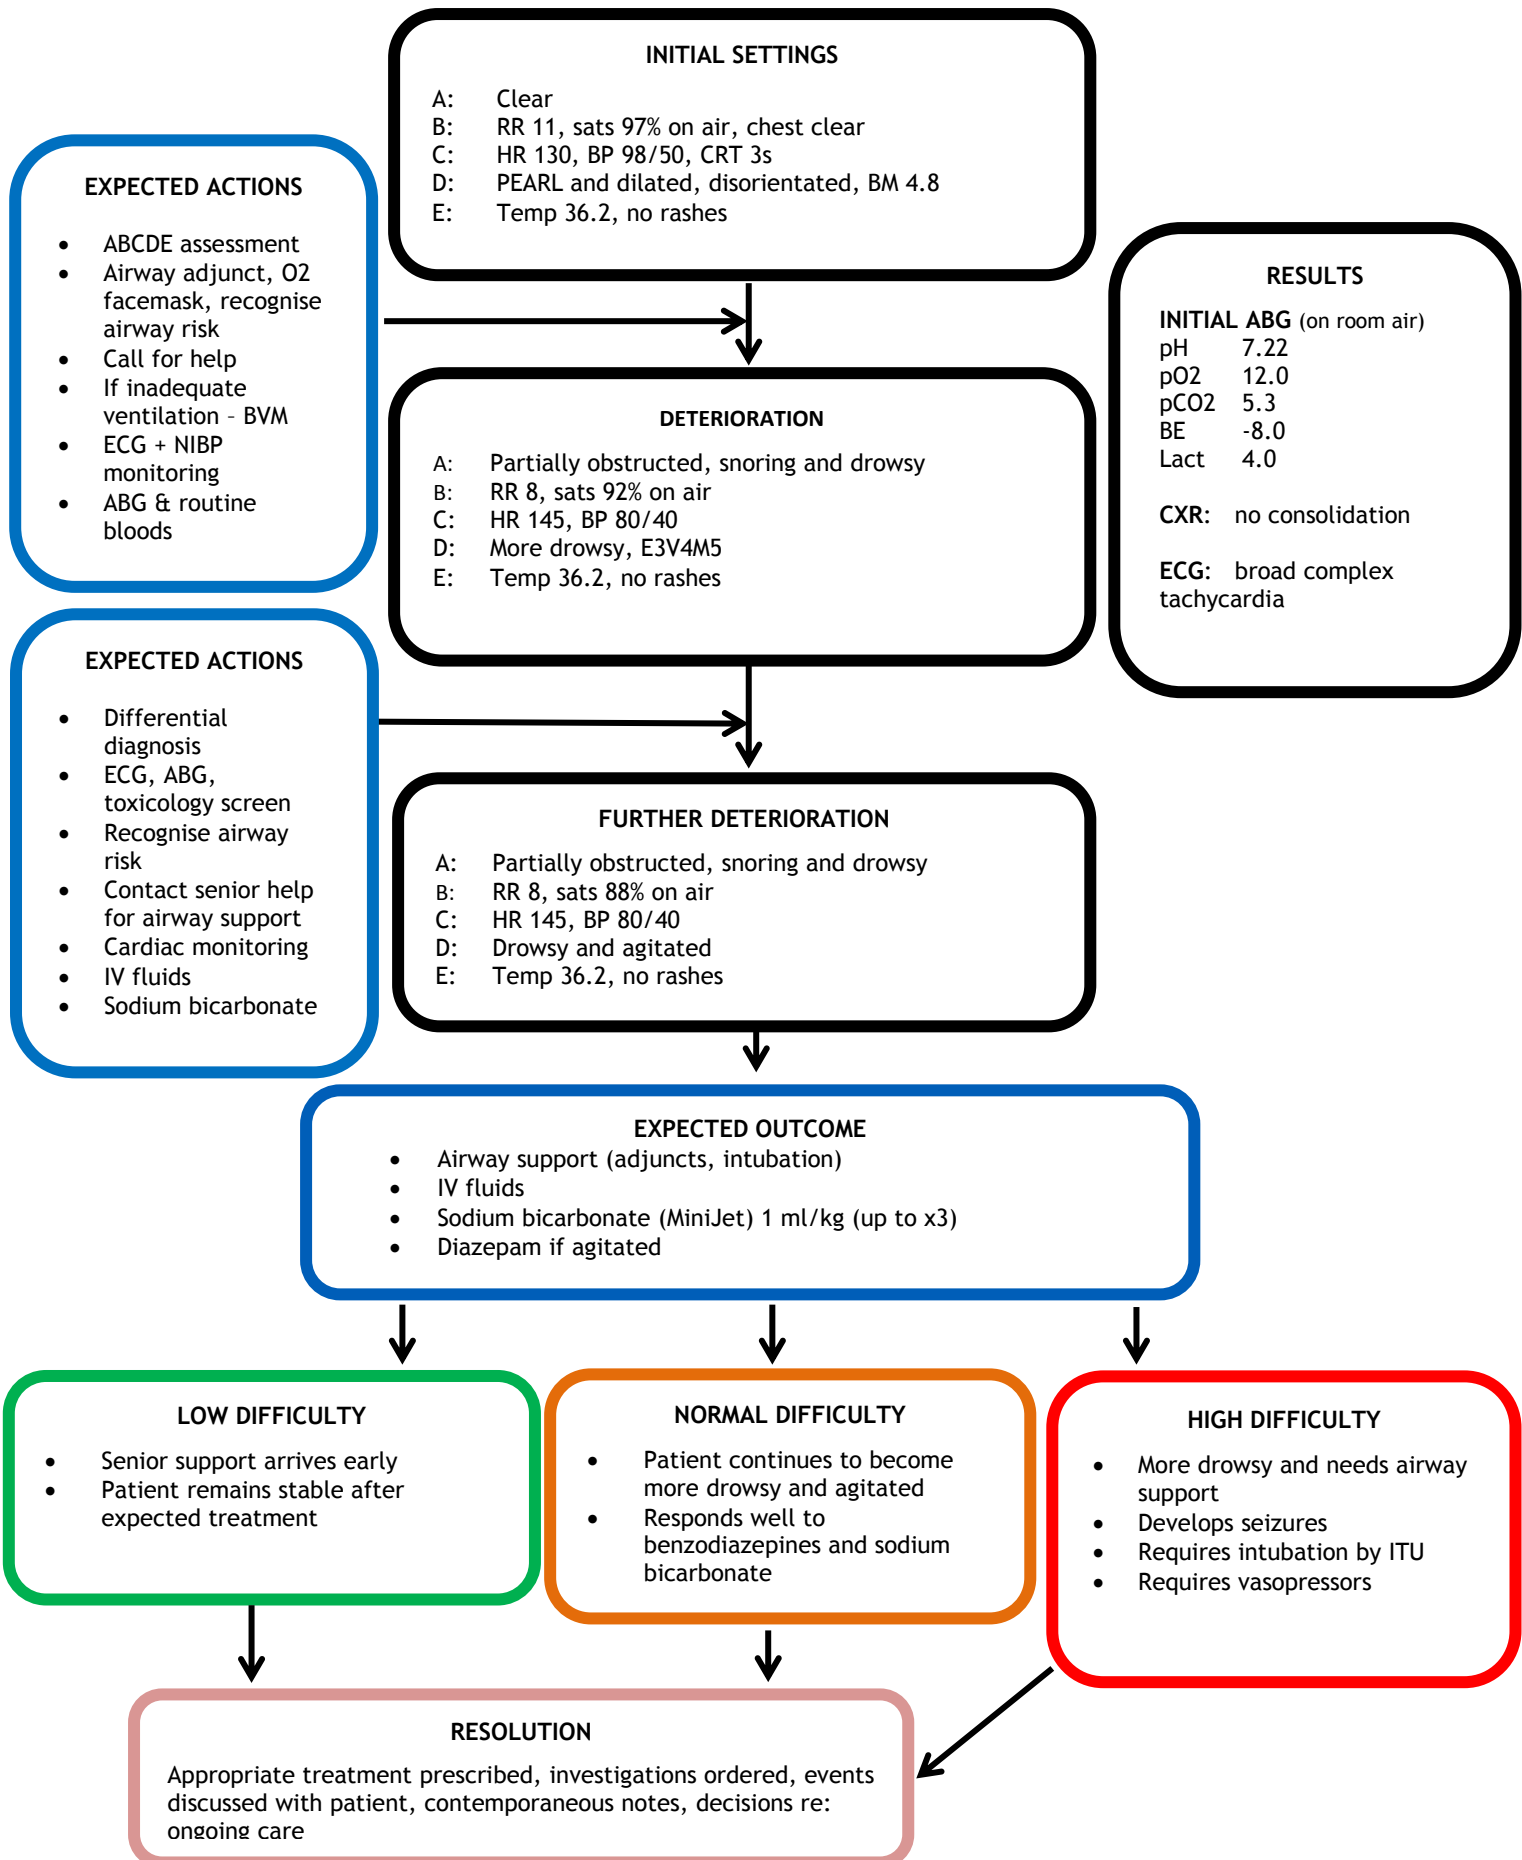 INITIAL SETTINGS
A: Clear
B: RR 11, sats 97% on air, chest clear
C: HR 130, BP 98/50, CRT 3s
D: PEARL and dilated, disorientated, BM 4.8
E: Temp 36.2, no rashes
EXPECTED ACTIONS
• ABCDE assessment
• Airway adjunct, O2
facemask, recognise
airway risk
• Call for help
• If inadequate
ventilation – BVM
• ECG + NIBP
monitoring
• ABG & routine
bloods
RESULTS
INITIAL ABG (on room air)
pH 7.22
pO2 12.0
pCO2 5.3
BE -8.0
Lact 4.0
CXR: no consolidation
ECG: broad complex
tachycardia
DETERIORATION
A: Partially obstructed, snoring and drowsy
B: RR 8, sats 92% on air
C: HR 145, BP 80/40
D: More drowsy, E3V4M5
E: Temp 36.2, no rashes
EXPECTED ACTIONS
• Differential
diagnosis
• ECG, ABG,
toxicology screen
• Recognise airway
risk
• Contact senior help
for airway support
• Cardiac monitoring
• IV fluids
• Sodium bicarbonate
FURTHER DETERIORATION
A: Partially obstructed, snoring and drowsy
B: RR 8, sats 88% on air
C: HR 145, BP 80/40
D: Drowsy and agitated
E: Temp 36.2, no rashes
EXPECTED OUTCOME
• Airway support (adjuncts, intubation)
• IV fluids
• Sodium bicarbonate (MiniJet) 1 ml/kg (up to x3)
• Diazepam if agitated
LOW DIFFICULTY
• Senior support arrives early
• Patient remains stable after
expected treatment
NORMAL DIFFICULTY
• Patient continues to become
more drowsy and agitated
• Responds well to
benzodiazepines and sodium
bicarbonate
HIGH DIFFICULTY
• More drowsy and needs airway
support
• Develops seizures
• Requires intubation by ITU
• Requires vasopressors
RESOLUTION
Appropriate treatment prescribed, investigations ordered, events
discussed with patient, contemporaneous notes, decisions re:
ongoing care